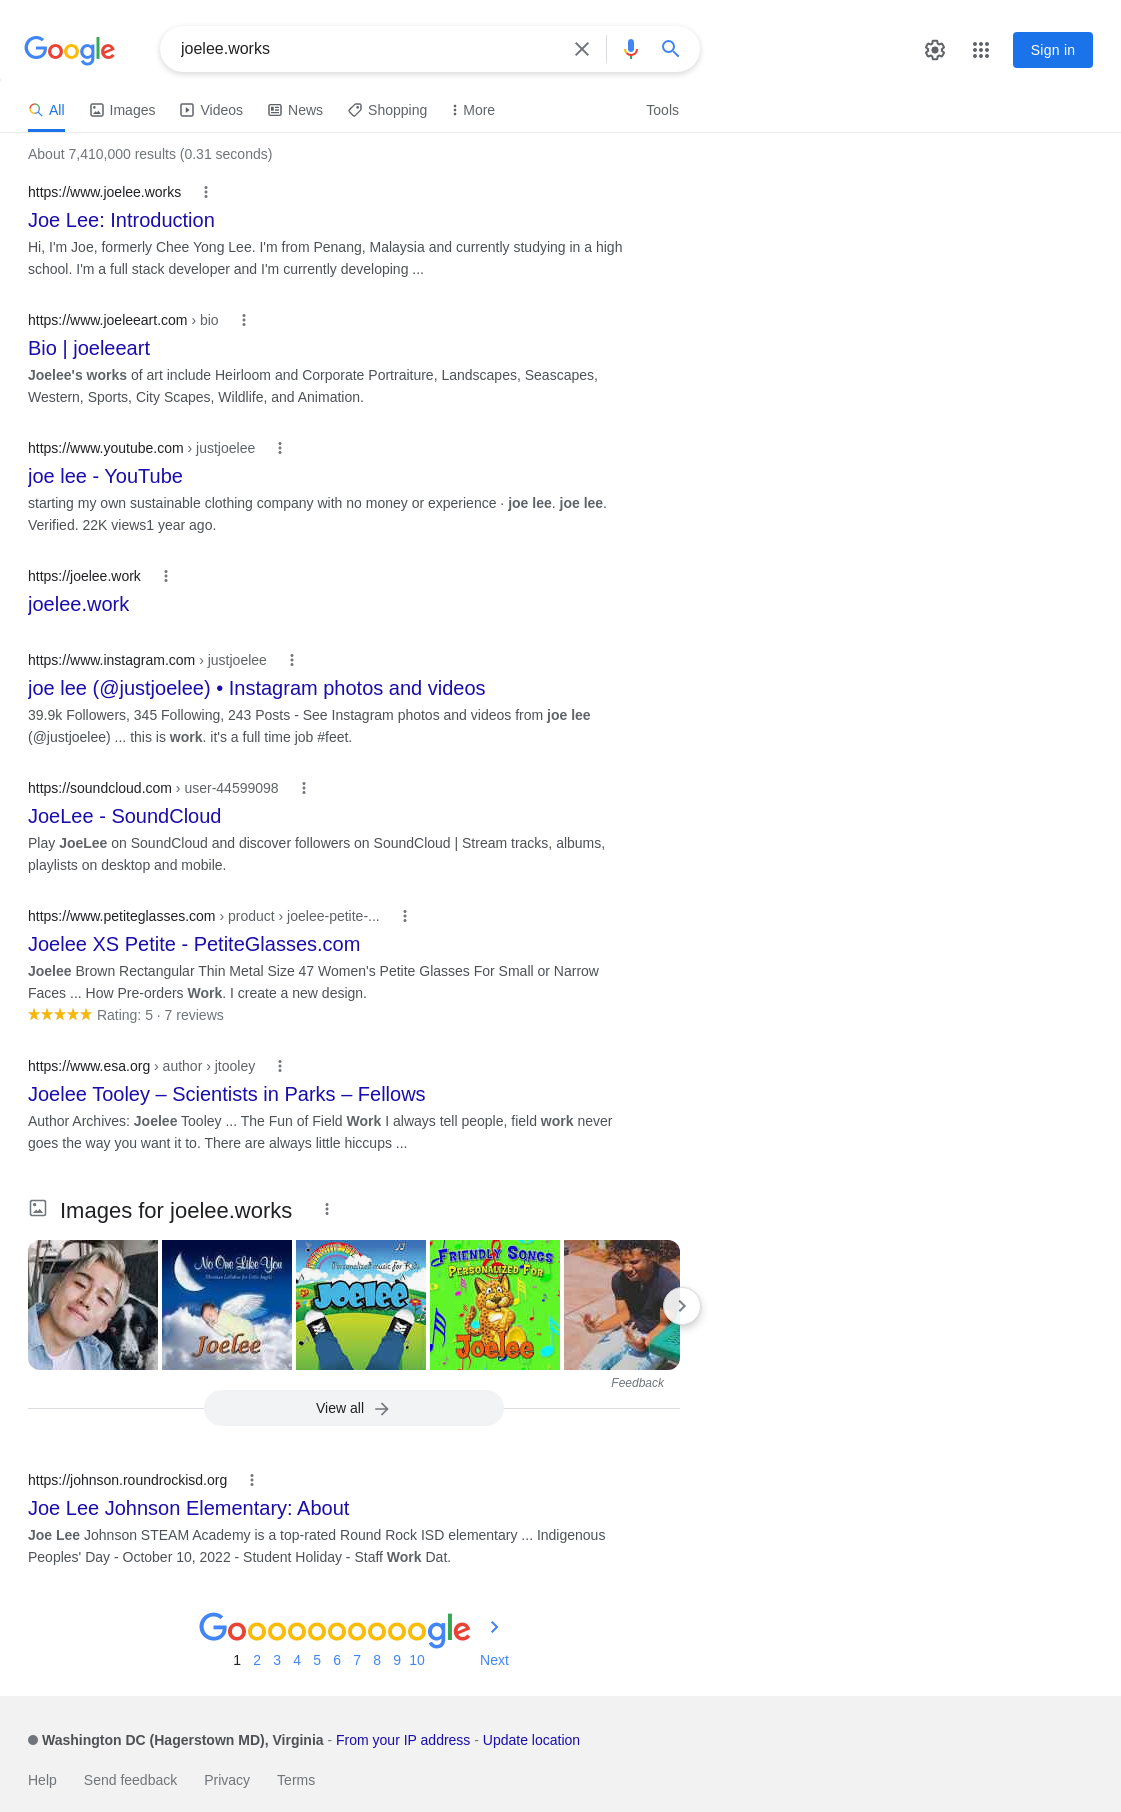 Google
joelee.works
Sign in
All
Images
Videos
News
Shopping
More
Tools
About 7,410,000 results (0.31 seconds)
https://www.joelee.works
Joe Lee: Introduction
Hi, I'm Joe, formerly Chee Yong Lee. I'm from Penang, Malaysia and currently studying in a high
school. I'm a full stack developer and I'm currently developing ...
https://www.joeleeart.com › bio
Bio | joeleeart
Joelee's works of art include Heirloom and Corporate Portraiture, Landscapes, Seascapes,
Western, Sports, City Scapes, Wildlife, and Animation.
https://www.youtube.com › justjoelee
joe lee - YouTube
starting my own sustainable clothing company with no money or experience · joe lee. joe lee.
Verified. 22K views1 year ago.
https://joelee.work
joelee.work
https://www.instagram.com › justjoelee
joe lee (@justjoelee) • Instagram photos and videos
39.9k Followers, 345 Following, 243 Posts - See Instagram photos and videos from joe lee
(@justjoelee) ... this is work. it's a full time job #feet.
https://soundcloud.com › user-44599098
JoeLee - SoundCloud
Play JoeLee on SoundCloud and discover followers on SoundCloud | Stream tracks, albums,
playlists on desktop and mobile.
https://www.petiteglasses.com › product › joelee-petite-...
Joelee XS Petite - PetiteGlasses.com
Joelee Brown Rectangular Thin Metal Size 47 Women's Petite Glasses For Small or Narrow
Faces ... How Pre-orders Work. I create a new design.
Rating: 5 · 7 reviews
https://www.esa.org › author › jtooley
Joelee Tooley – Scientists in Parks – Fellows
Author Archives: Joelee Tooley ... The Fun of Field Work I always tell people, field work never
goes the way you want it to. There are always little hiccups ...
Images for joelee.works
No One Like You
Christian Lullabies for Little Angels
Joelee
Personalized music for Kids
Joelee
FRIENDLY SONGS
PERSONALIZED FOR
Joelee
Feedback
View all
https://johnson.roundrockisd.org
Joe Lee Johnson Elementary: About
Joe Lee Johnson STEAM Academy is a top-rated Round Rock ISD elementary ... Indigenous
Peoples' Day - October 10, 2022 - Student Holiday - Staff Work Dat.
Goooooooooogle
1 2 3 4 5 6 7 8 9 10 Next
Washington DC (Hagerstown MD), Virginia - From your IP address - Update location
Help Send feedback Privacy Terms